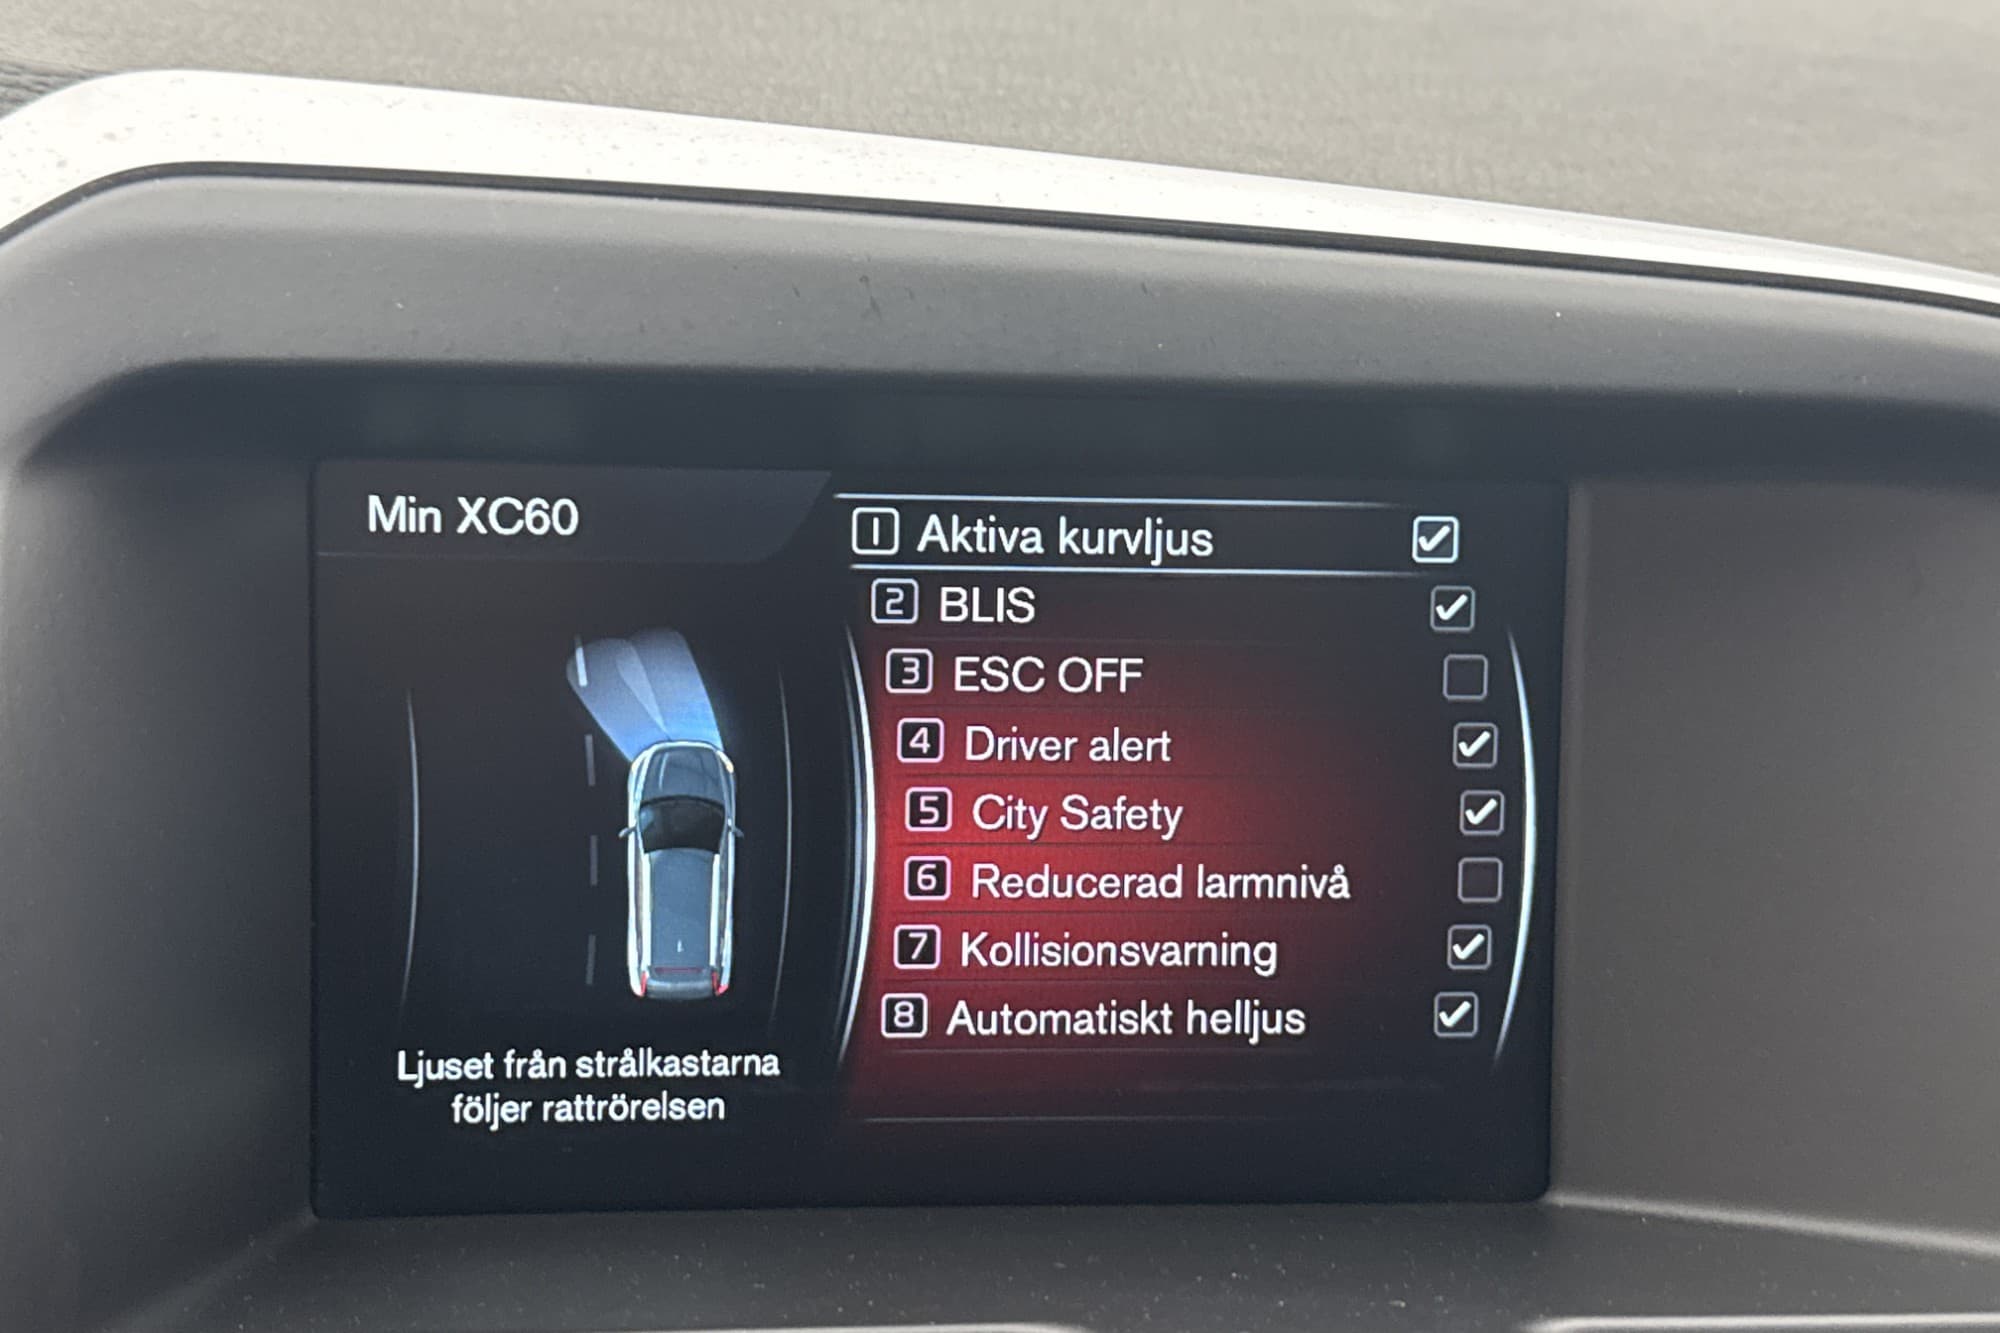 Min XC60
1 Aktiva kurvljus
2 BLIS
3 ESC OFF
4 Driver alert
5 City Safety
6 Reducerad larmnivå
7 Kollisionsvarning
8 Automatiskt helljus
Ljuset från strålkastarna
följer rattrörelsen